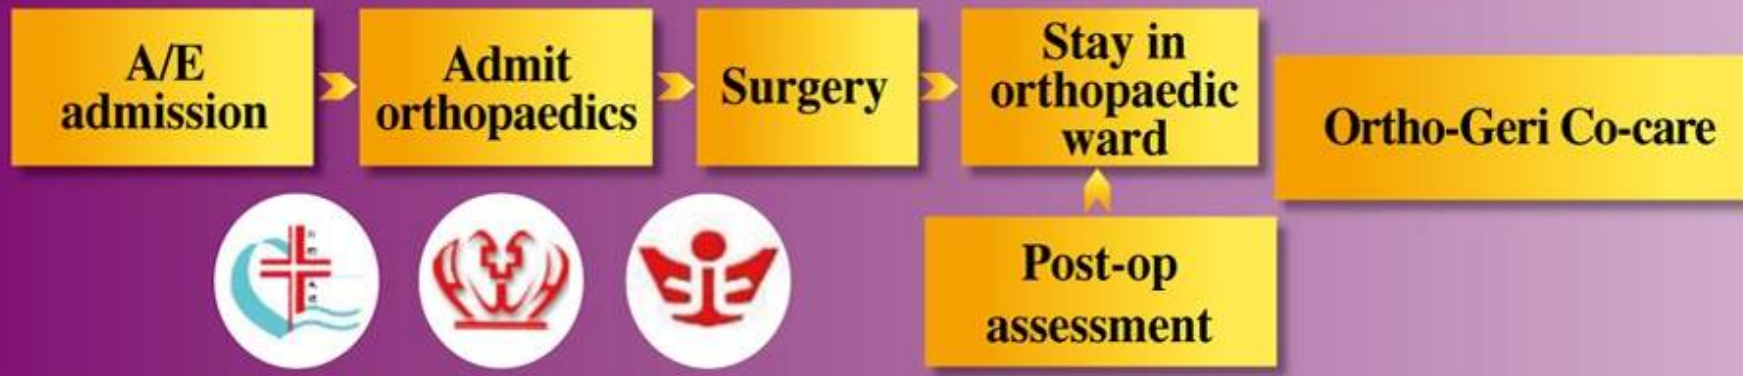 A/E
admission
Admit
orthopaedics
Surgery
Stay in
orthopaedic
ward
Ortho-Geri Co-care
Post-op
assessment